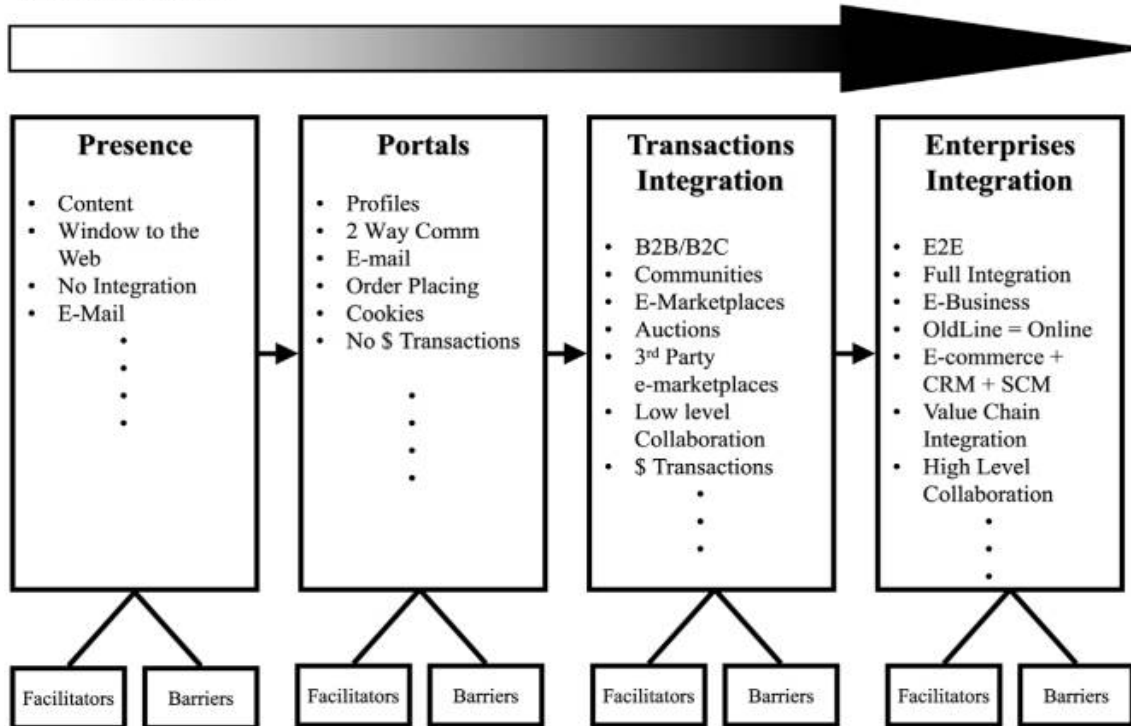 Presence
• Content
• Window to the
Web
• No Integration
• E-Mail
•
•
•
•
Facilitators
Barriers
Portals
• Profiles
• 2 Way Comm
• E-mail
• Order Placing
• Cookies
• No $ Transactions
•
•
•
•
Facilitators
Barriers
Transactions
Integration
• B2B/B2C
• Communities
• E-Marketplaces
• Auctions
• 3rd Party
e-marketplaces
• Low level
Collaboration
• $ Transactions
•
•
•
Facilitators
Barriers
Enterprises
Integration
• E2E
• Full Integration
• E-Business
• OldLine = Online
• E-commerce +
CRM + SCM
• Value Chain
Integration
• High Level
Collaboration
•
•
•
Facilitators
Barriers